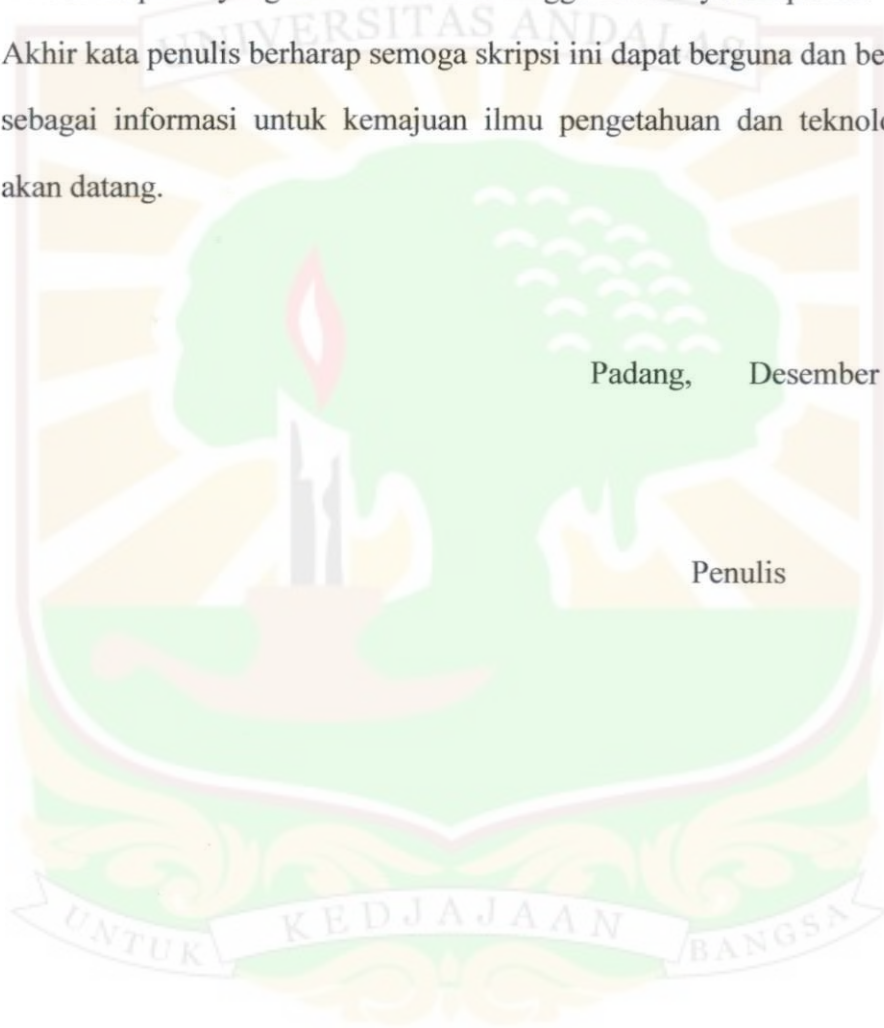 UNIVERSITAS ANDALAS
Akhir kata penulis berharap semoga skripsi ini dapat berguna dan be
sebagai informasi untuk kemajuan ilmu pengetahuan dan teknol
akan datang.
Padang, Desember
Penulis
UNTUK KEDJAJAAN BANGSA